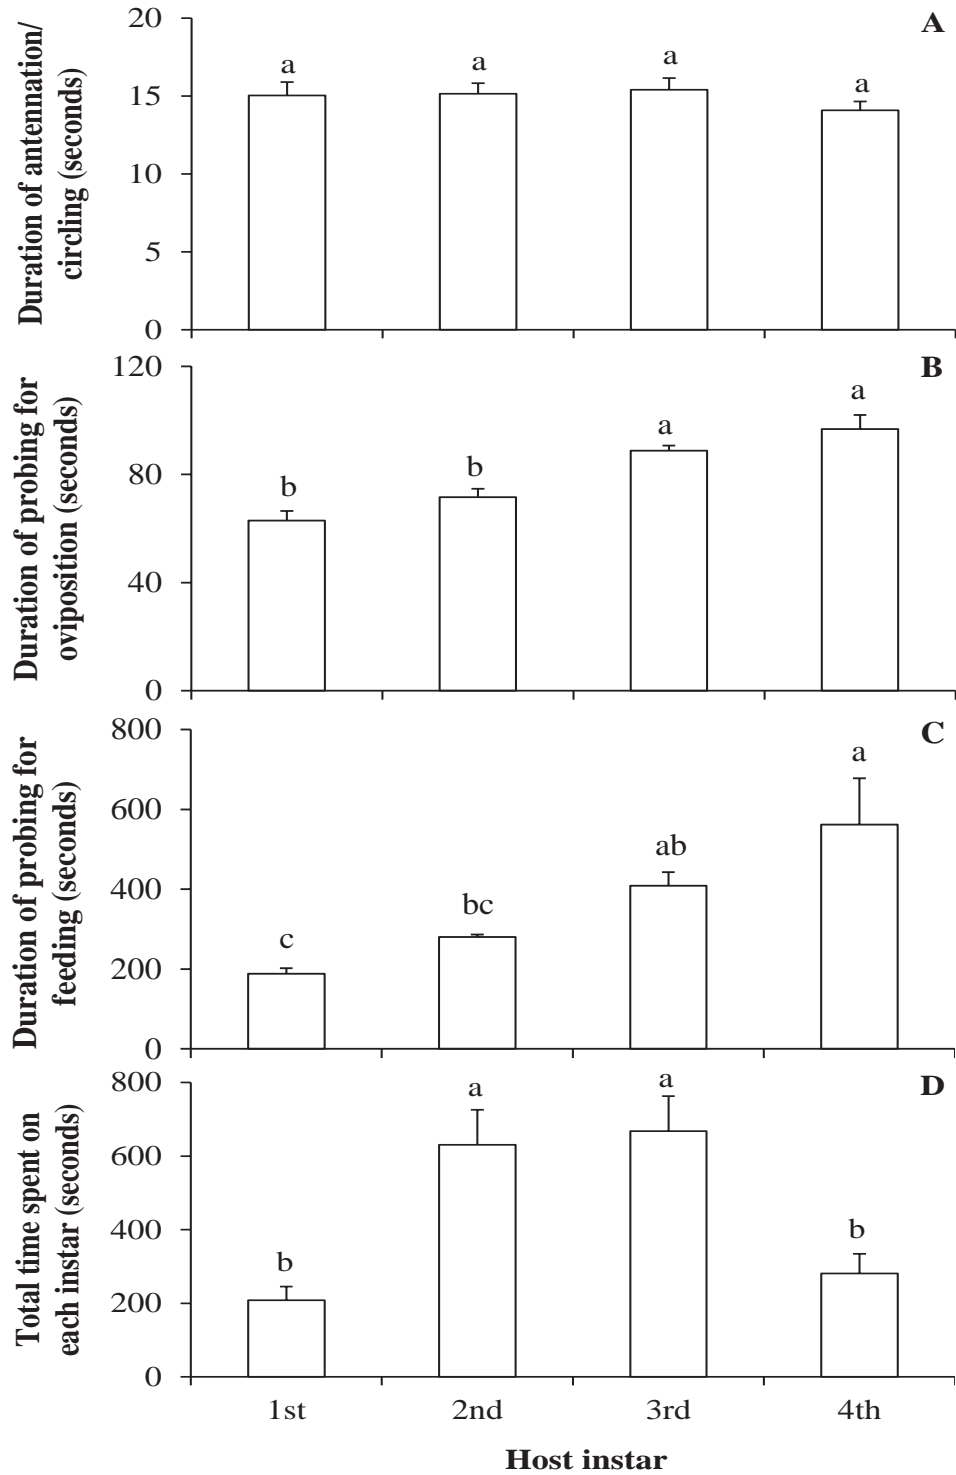 Duration of antennation/
circling (seconds)
20
15
10
5
0
A
a
a
a
a
Duration of probing for
oviposition (seconds)
120
80
40
0
B
b
b
a
a
Duration of probing for
feeding (seconds)
800
600
400
200
0
C
c
bc
ab
a
Total time spent on
each instar (seconds)
800
600
400
200
0
D
b
a
a
b
1st 2nd 3rd 4th
Host instar